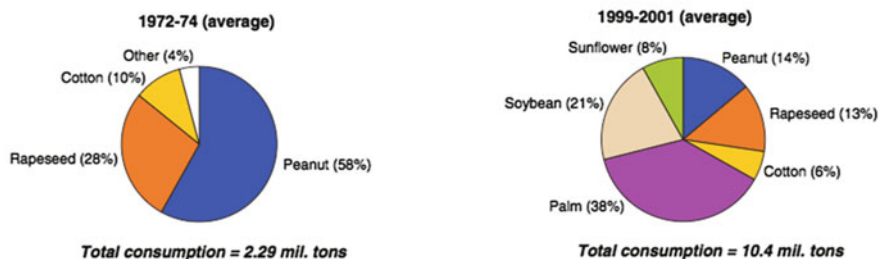 1972-74 (average)
Other (4%)
Cotton (10%)
Rapeseed (28%)
Peanut (58%)
Total consumption = 2.29 mil. tons
1999-2001 (average)
Sunflower (8%)
Peanut (14%)
Soybean (21%)
Rapeseed (13%)
Cotton (6%)
Palm (38%)
Total consumption = 10.4 mil. tons